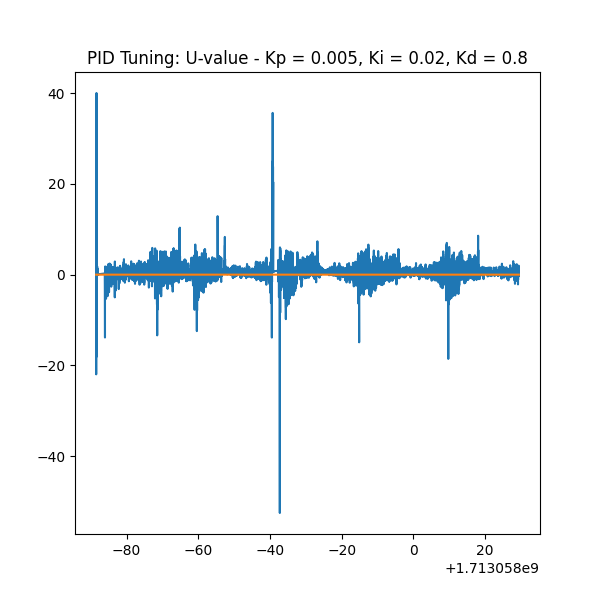 PID Tuning: U-value - Kp = 0.005, Ki = 0.02, Kd = 0.8
40
20
0
−20
−40
−80 −60 −40 −20 0 20
+1.713058e9